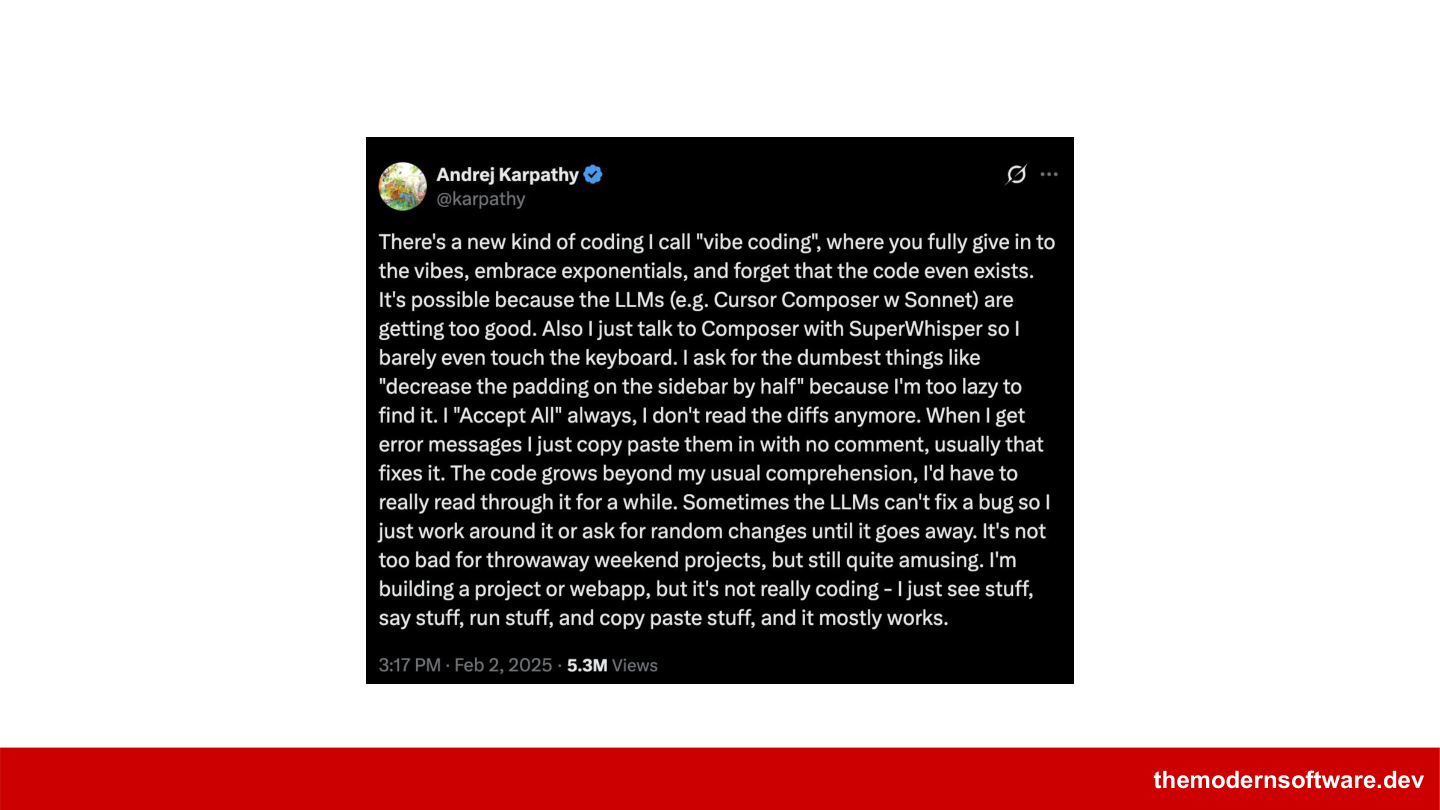 Andrej Karpathy
@karpathy
There's a new kind of coding I call "vibe coding", where you fully give in to
the vibes, embrace exponentials, and forget that the code even exists.
It's possible because the LLMs (e.g. Cursor Composer w Sonnet) are
getting too good. Also I just talk to Composer with SuperWhisper so I
barely even touch the keyboard. I ask for the dumbest things like
"decrease the padding on the sidebar by half" because I'm too lazy to
find it. I "Accept All" always, I don't read the diffs anymore. When I get
error messages I just copy paste them in with no comment, usually that
fixes it. The code grows beyond my usual comprehension, I'd have to
really read through it for a while. Sometimes the LLMs can't fix a bug so I
just work around it or ask for random changes until it goes away. It's not
too bad for throwaway weekend projects, but still quite amusing. I'm
building a project or webapp, but it's not really coding - I just see stuff,
say stuff, run stuff, and copy paste stuff, and it mostly works.
3:17 PM · Feb 2, 2025 · 5.3M Views
themodernsoftware.dev